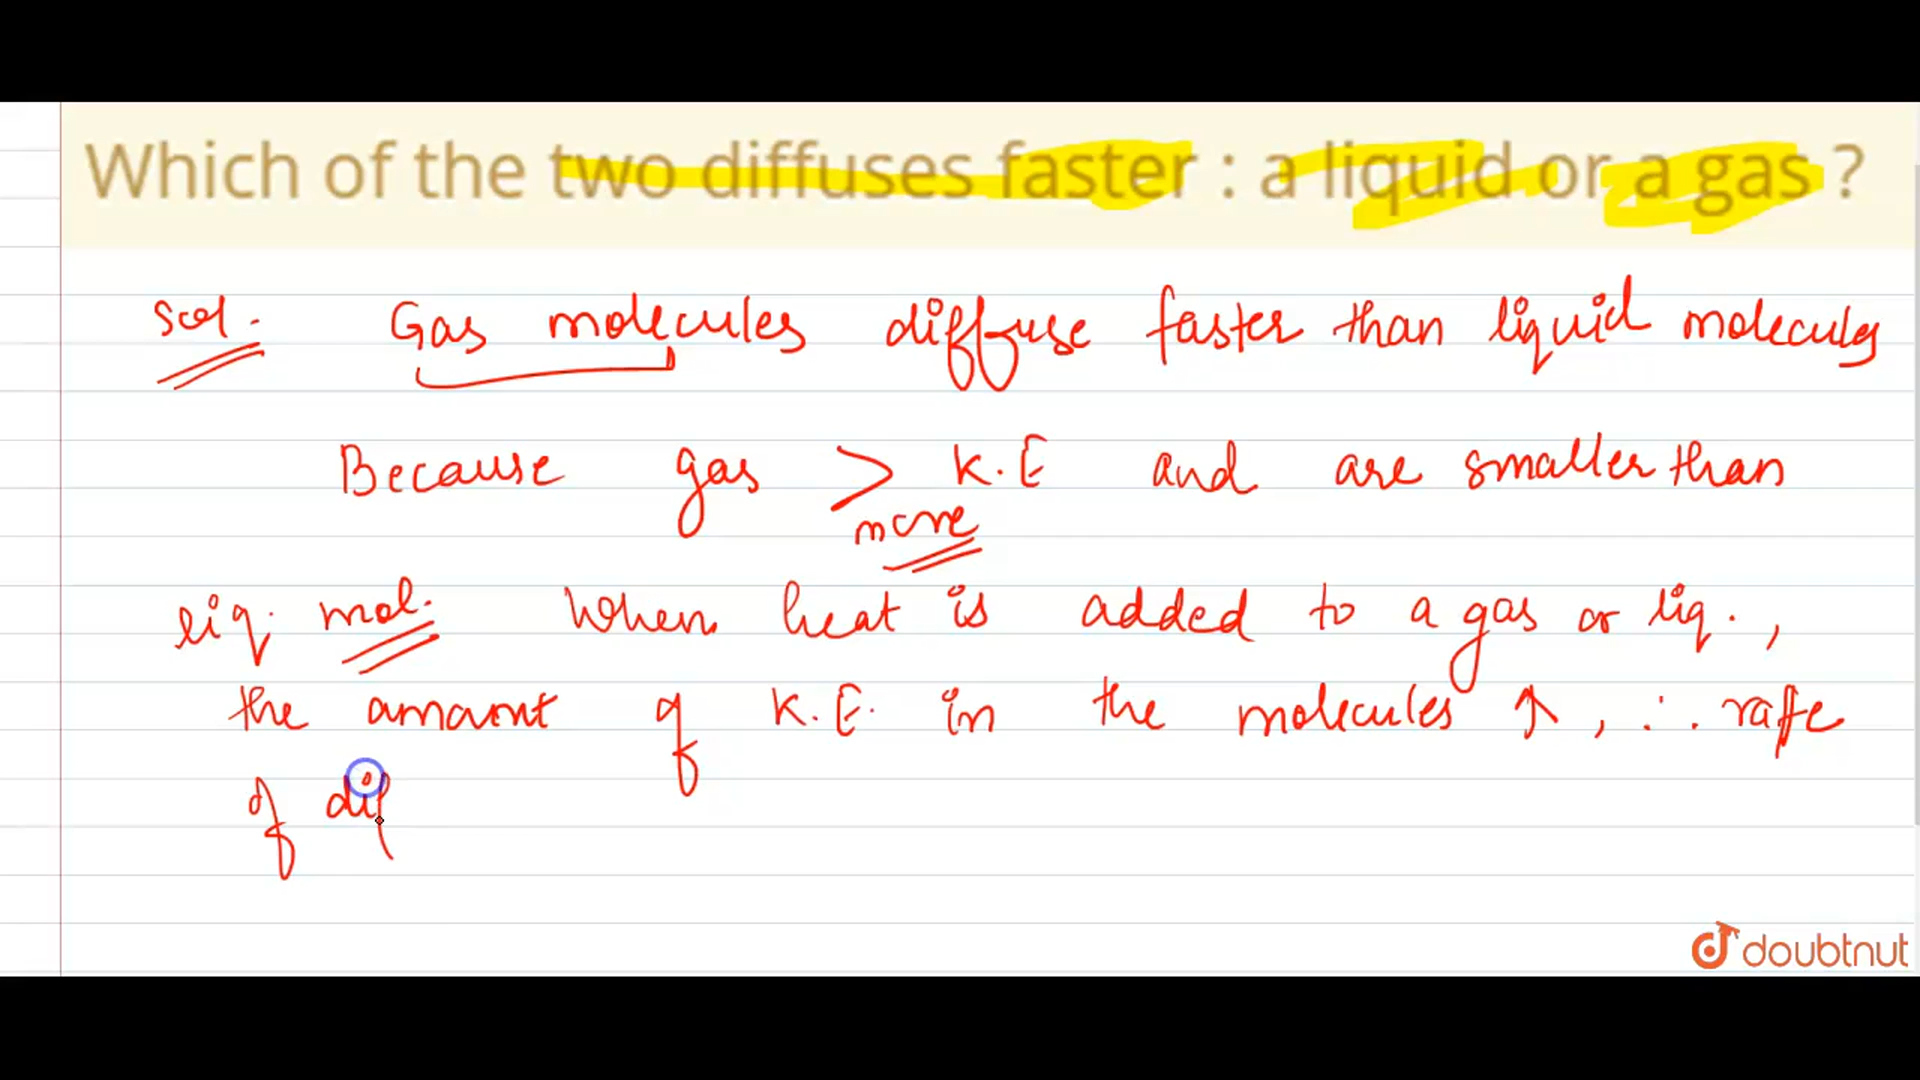 Which of the two diffuses faster : a liquid or a gas ?
Sol. Gas molecules diffuse faster than liquid molecules
Because gas > K.E and are smaller than
more
liq. mol. When heat is added to a gas or liq. ,
the amount of K.E. in the molecules ↑ , ∴ rate
of dif
doubtnut